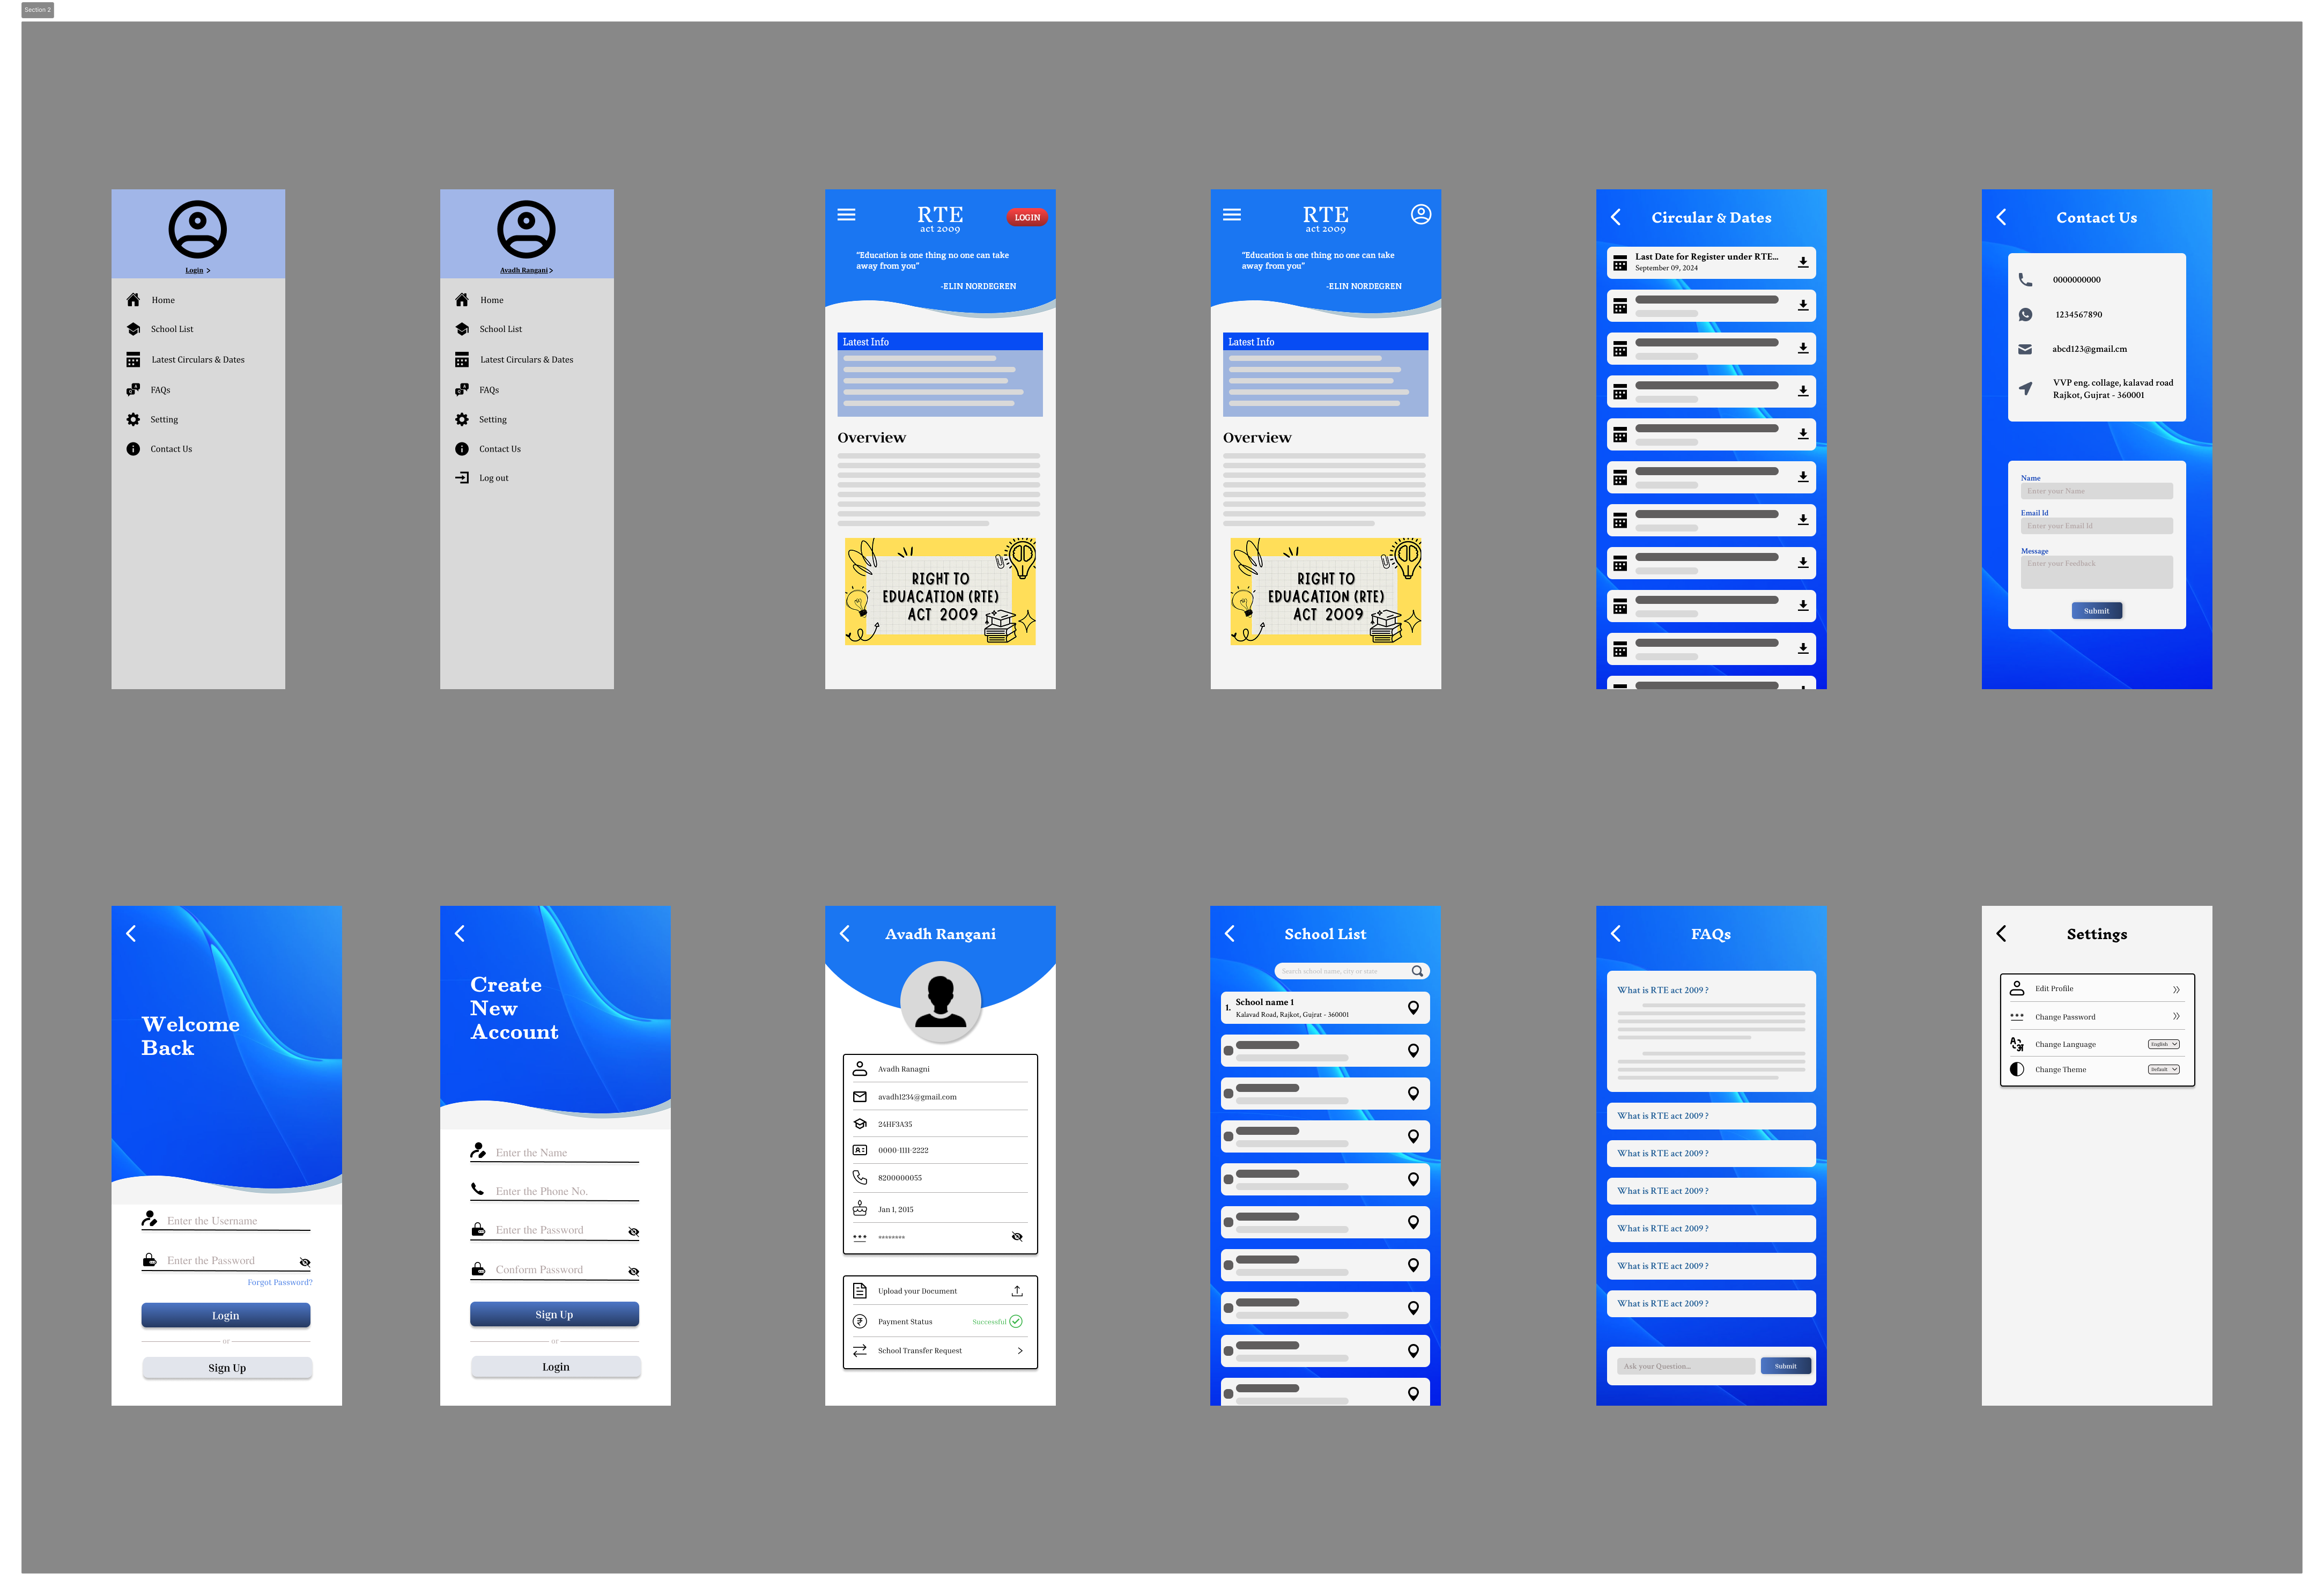 Section 2
Login >
Home
School List
Latest Circulars & Dates
FAQs
Setting
Contact Us
Avadh Rangani >
Home
School List
Latest Circulars & Dates
FAQs
Setting
Contact Us
Log out
RTE
act 2009
LOGIN
"Education is one thing no one can take
away from you"
-ELIN NORDEGREN
Latest Info
Overview
RIGHT TO
EDUACATION (RTE)
ACT 2009
RTE
act 2009
"Education is one thing no one can take
away from you"
-ELIN NORDEGREN
Latest Info
Overview
RIGHT TO
EDUACATION (RTE)
ACT 2009
Circular & Dates
Last Date for Register under RTE...
September 09, 2024
Contact Us
0000000000
1234567890
abcd123@gmail.cm
VVP eng. collage, kalavad road
Rajkot, Gujrat - 360001
Name
Enter your Name
Email Id
Enter your Email Id
Message
Enter your Feedback
Submit
Welcome
Back
Enter the Username
Enter the Password
Forgot Password?
Login
or
Sign Up
Create
New
Account
Enter the Name
Enter the Phone No.
Enter the Password
Conform Password
Sign Up
or
Login
Avadh Rangani
Avadh Ranagni
avadh1234@gmail.com
24HF3A35
0000-1111-2222
8200000055
Jan 1, 2015
********
Upload your Document
Payment Status
Successful
School Transfer Request
School List
Search school name, city or state
1.
School name 1
Kalavad Road, Rajkot, Gujrat - 360001
FAQs
What is RTE act 2009 ?
What is RTE act 2009 ?
What is RTE act 2009 ?
What is RTE act 2009 ?
What is RTE act 2009 ?
What is RTE act 2009 ?
What is RTE act 2009 ?
Ask your Question...
Submit
Settings
Edit Profile
Change Password
Change Language
English
Change Theme
Default